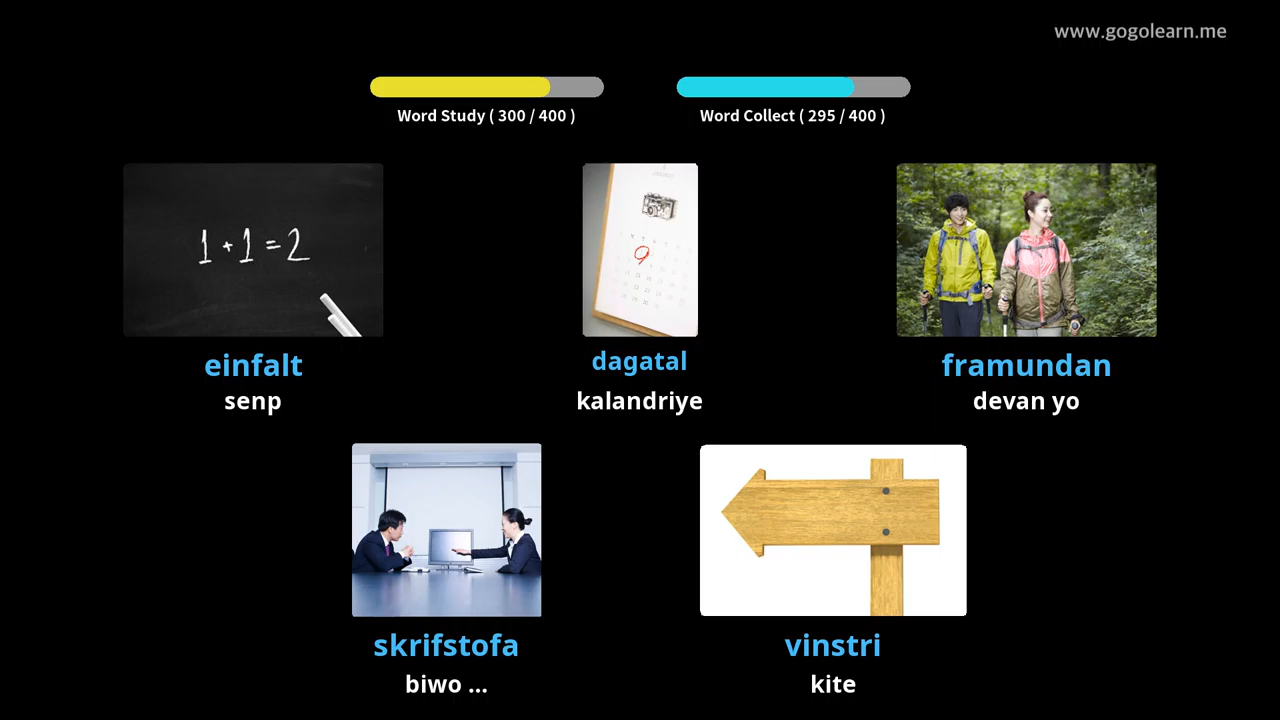 www.gogolearn.me
Word Study ( 300 / 400 )
Word Collect ( 295 / 400 )
1 + 1 = 2
einfalt
senp
dagatal
kalandriye
framundan
devan yo
skrifstofa
biwo ...
vinstri
kite